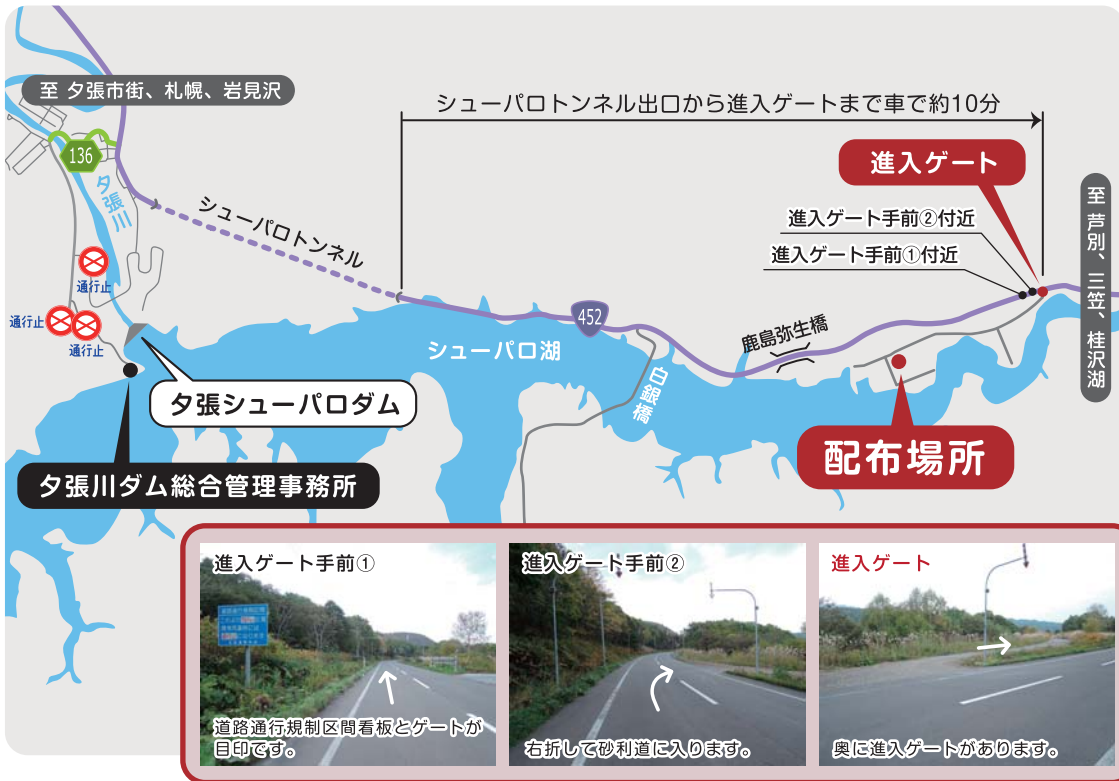 至 夕張市街、札幌、岩見沢
シューパロトンネル出口から進入ゲートまで車で約10分
進入ゲート
136
夕張川
シューパロトンネル
進入ゲート手前②付近
進入ゲート手前①付近
至 芦別、三笠、桂沢湖
通行止
通行止
通行止
452
シューパロ湖
鹿島弥生橋
白銀橋
夕張シューパロダム
配布場所
夕張川ダム総合管理事務所
進入ゲート手前①
道路通行規制区間看板とゲートが
目印です。
進入ゲート手前②
右折して砂利道に入ります。
進入ゲート
奥に進入ゲートがあります。